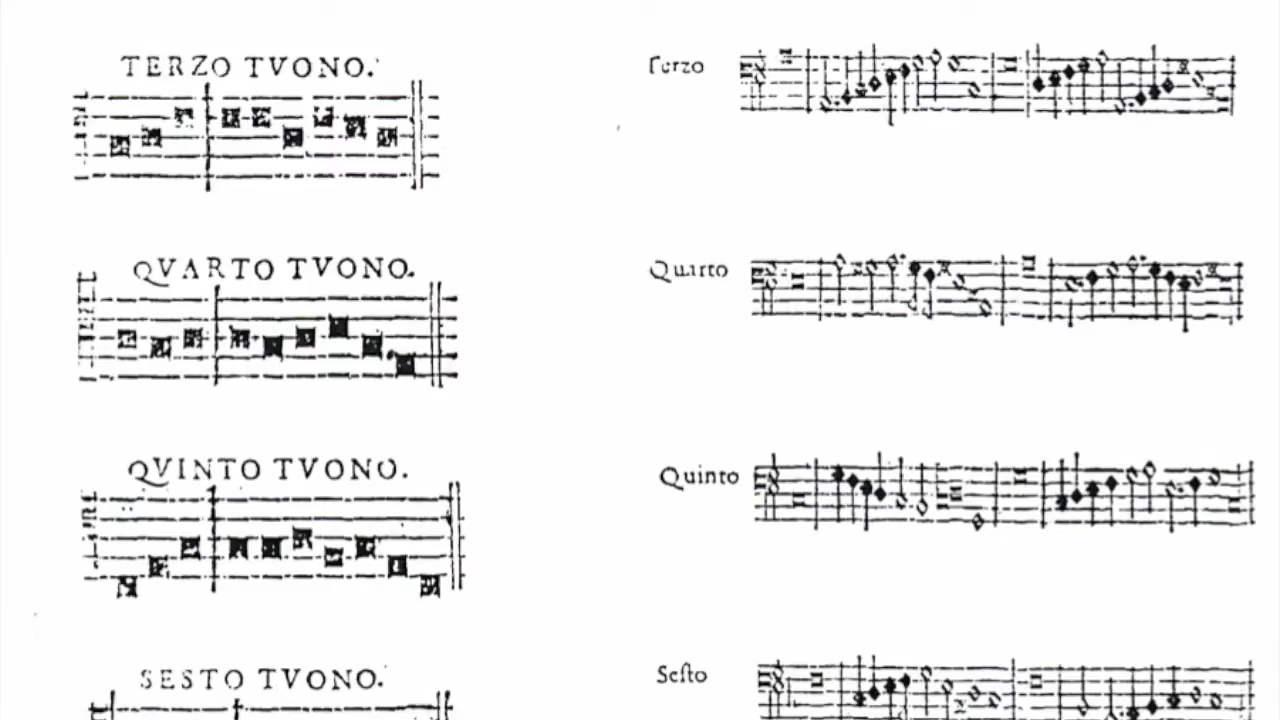 TERZO TVONO.
Terzo
QVARTO TVONO.
Quarto
QVINTO TVONO.
Quinto
SESTO TVONO.
Seſto